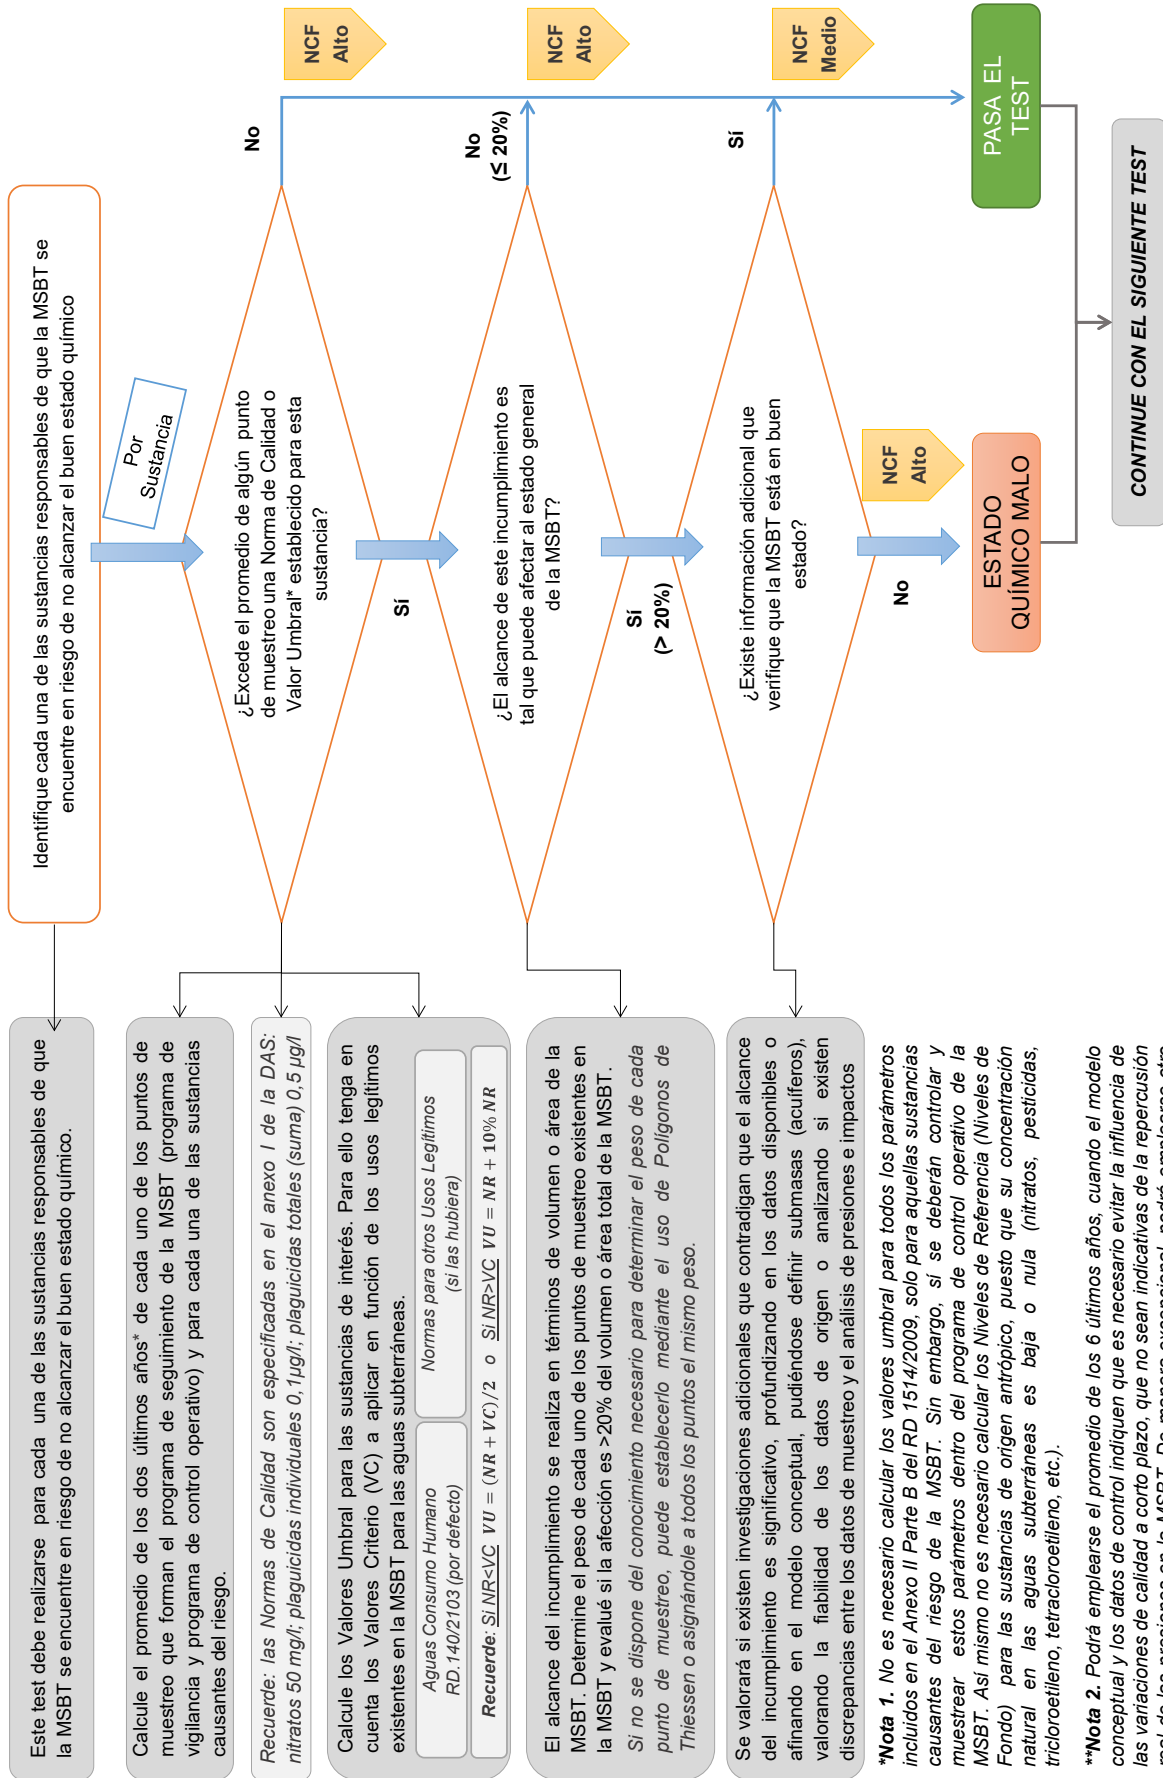 Este test debe realizarse para cada una de las sustancias responsables de que
la MSBT se encuentre en riesgo de no alcanzar el buen estado químico.
Identifique cada una de las sustancias responsables de que la MSBT se
encuentre en riesgo de no alcanzar el buen estado químico
Por
Sustancia
Calcule el promedio de los dos últimos años* de cada uno de los puntos de
muestreo que forman el programa de seguimiento de la MSBT (programa de
vigilancia y programa de control operativo) y para cada una de las sustancias
causantes del riesgo.
Recuerde: las Normas de Calidad son especificadas en el anexo I de la DAS:
nitratos 50 mg/l; plaguicidas individuales 0,1µg/l; plaguicidas totales (suma) 0,5 µg/l
Calcule los Valores Umbral para las sustancias de interés. Para ello tenga en
cuenta los Valores Criterio (VC) a aplicar en función de los usos legítimos
existentes en la MSBT para las aguas subterráneas.
Aguas Consumo Humano
RD.140/2103 (por defecto)
Normas para otros Usos Legítimos
(si las hubiera)
Recuerde: Si NR<VC VU = (NR + VC)/2 o Si NR>VC VU = NR + 10% NR
¿Excede el promedio de algún punto
de muestreo una Norma de Calidad o
Valor Umbral* establecido para esta
sustancia?
No
NCF
Alto
Sí
El alcance del incumplimiento se realiza en términos de volumen o área de la
MSBT. Determine el peso de cada uno de los puntos de muestreo existentes en
la MSBT y evalué si la afección es >20% del volumen o área total de la MSBT.
Si no se dispone del conocimiento necesario para determinar el peso de cada
punto de muestreo, puede establecerlo mediante el uso de Polígonos de
Thiessen o asignándole a todos los puntos el mismo peso.
¿El alcance de este incumplimiento es
tal que puede afectar al estado general
de la MSBT?
No
(≤ 20%)
NCF
Alto
Sí
(> 20%)
Se valorará si existen investigaciones adicionales que contradigan que el alcance
del incumplimiento es significativo, profundizando en los datos disponibles o
afinando en el modelo conceptual, pudiéndose definir submasas (acuíferos),
valorando la fiabilidad de los datos de origen o analizando si existen
discrepancias entre los datos de muestreo y el análisis de presiones e impactos
¿Existe información adicional que
verifique que la MSBT está en buen
estado?
Sí
NCF
Medio
No
NCF
Alto
ESTADO
QUÍMICO MALO
PASA EL
TEST
CONTINUE CON EL SIGUIENTE TEST
*Nota 1. No es necesario calcular los valores umbral para todos los parámetros
incluidos en el Anexo II Parte B del RD 1514/2009, solo para aquellas sustancias
causantes del riesgo de la MSBT. Sin embargo, sí se deberán controlar y
muestrear estos parámetros dentro del programa de control operativo de la
MSBT. Así mismo no es necesario calcular los Niveles de Referencia (Niveles de
Fondo) para las sustancias de origen antrópico, puesto que su concentración
natural en las aguas subterráneas es baja o nula (nitratos, pesticidas,
tricloroetileno, tetracloroetileno, etc.).
**Nota 2. Podrá emplearse el promedio de los 6 últimos años, cuando el modelo
conceptual y los datos de control indiquen que es necesario evitar la influencia de
las variaciones de calidad a corto plazo, que no sean indicativas de la repercusión
real de las presiones en la MSBT. De manera excepcional, podrá emplearse otro